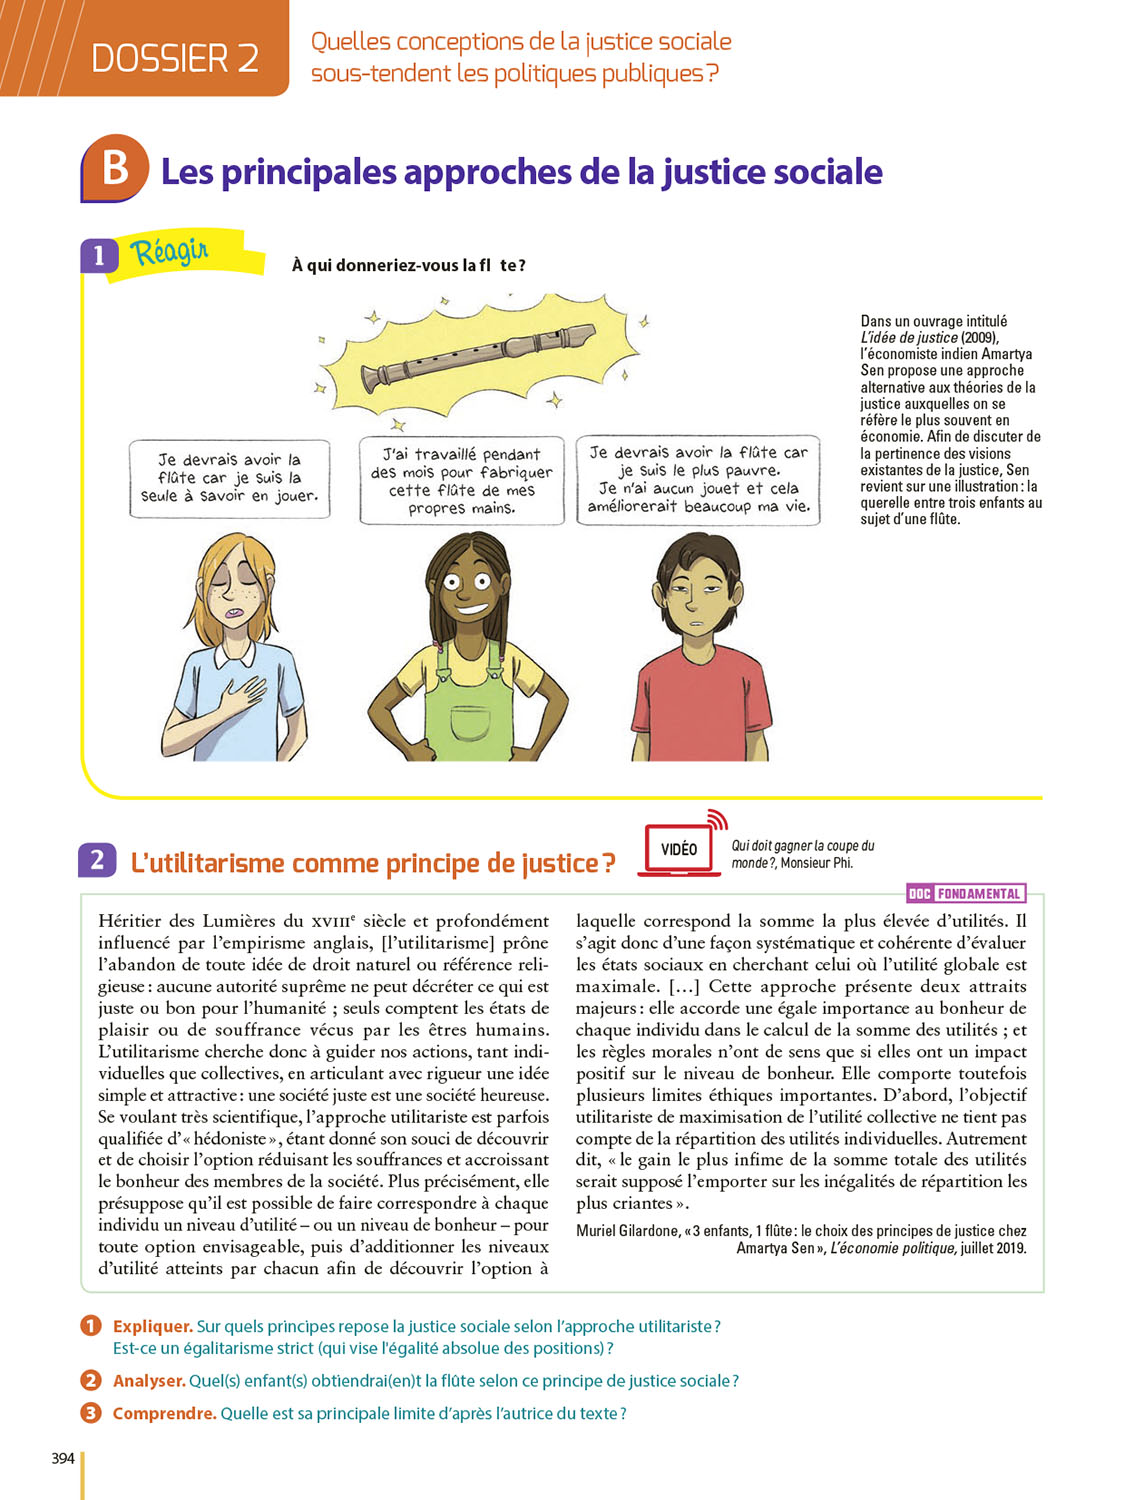 DOSSIER 2
Quelles conceptions de la justice sociale
sous-tendent les politiques publiques ?
B
Les principales approches de la justice sociale
1
Réagir
À qui donneriez-vous la fl te ?
Dans un ouvrage intitulé
L’idée de justice (2009),
l’économiste indien Amartya
Sen propose une approche
alternative aux théories de la
justice auxquelles on se
réfère le plus souvent en
économie. Afin de discuter de
la pertinence des visions
existantes de la justice, Sen
revient sur une illustration : la
querelle entre trois enfants au
sujet d’une flûte.
Je devrais avoir la
flûte car je suis la
seule à savoir en jouer.
J'ai travaillé pendant
des mois pour fabriquer
cette flûte de mes
propres mains.
Je devrais avoir la flûte car
je suis le plus pauvre.
Je n'ai aucun jouet et cela
améliorerait beaucoup ma vie.
2
L’utilitarisme comme principe de justice ?
VIDÉO
Qui doit gagner la coupe du
monde ?, Monsieur Phi.
DOC FONDAMENTAL
Héritier des Lumières du XVIIIe siècle et profondément
influencé par l’empirisme anglais, [l’utilitarisme] prône
l’abandon de toute idée de droit naturel ou référence reli-
gieuse : aucune autorité suprême ne peut décréter ce qui est
juste ou bon pour l’humanité ; seuls comptent les états de
plaisir ou de souffrance vécus par les êtres humains.
L’utilitarisme cherche donc à guider nos actions, tant indi-
viduelles que collectives, en articulant avec rigueur une idée
simple et attractive : une société juste est une société heureuse.
Se voulant très scientifique, l’approche utilitariste est parfois
qualifiée d’« hédoniste », étant donné son souci de découvrir
et de choisir l’option réduisant les souffrances et accroissant
le bonheur des membres de la société. Plus précisément, elle
présuppose qu’il est possible de faire correspondre à chaque
individu un niveau d’utilité – ou un niveau de bonheur – pour
toute option envisageable, puis d’additionner les niveaux
d’utilité atteints par chacun afin de découvrir l’option à
laquelle correspond la somme la plus élevée d’utilités. Il
s’agit donc d’une façon systématique et cohérente d’évaluer
les états sociaux en cherchant celui où l’utilité globale est
maximale. […] Cette approche présente deux attraits
majeurs : elle accorde une égale importance au bonheur de
chaque individu dans le calcul de la somme des utilités ; et
les règles morales n’ont de sens que si elles ont un impact
positif sur le niveau de bonheur. Elle comporte toutefois
plusieurs limites éthiques importantes. D’abord, l’objectif
utilitariste de maximisation de l’utilité collective ne tient pas
compte de la répartition des utilités individuelles. Autrement
dit, « le gain le plus infime de la somme totale des utilités
serait supposé l’emporter sur les inégalités de répartition les
plus criantes ».
Muriel Gilardone, « 3 enfants, 1 flûte : le choix des principes de justice chez
Amartya Sen », L’économie politique, juillet 2019.
1 Expliquer. Sur quels principes repose la justice sociale selon l’approche utilitariste ?
Est-ce un égalitarisme strict (qui vise l'égalité absolue des positions) ?
2 Analyser. Quel(s) enfant(s) obtiendrai(en)t la flûte selon ce principe de justice sociale ?
3 Comprendre. Quelle est sa principale limite d’après l’autrice du texte ?
394